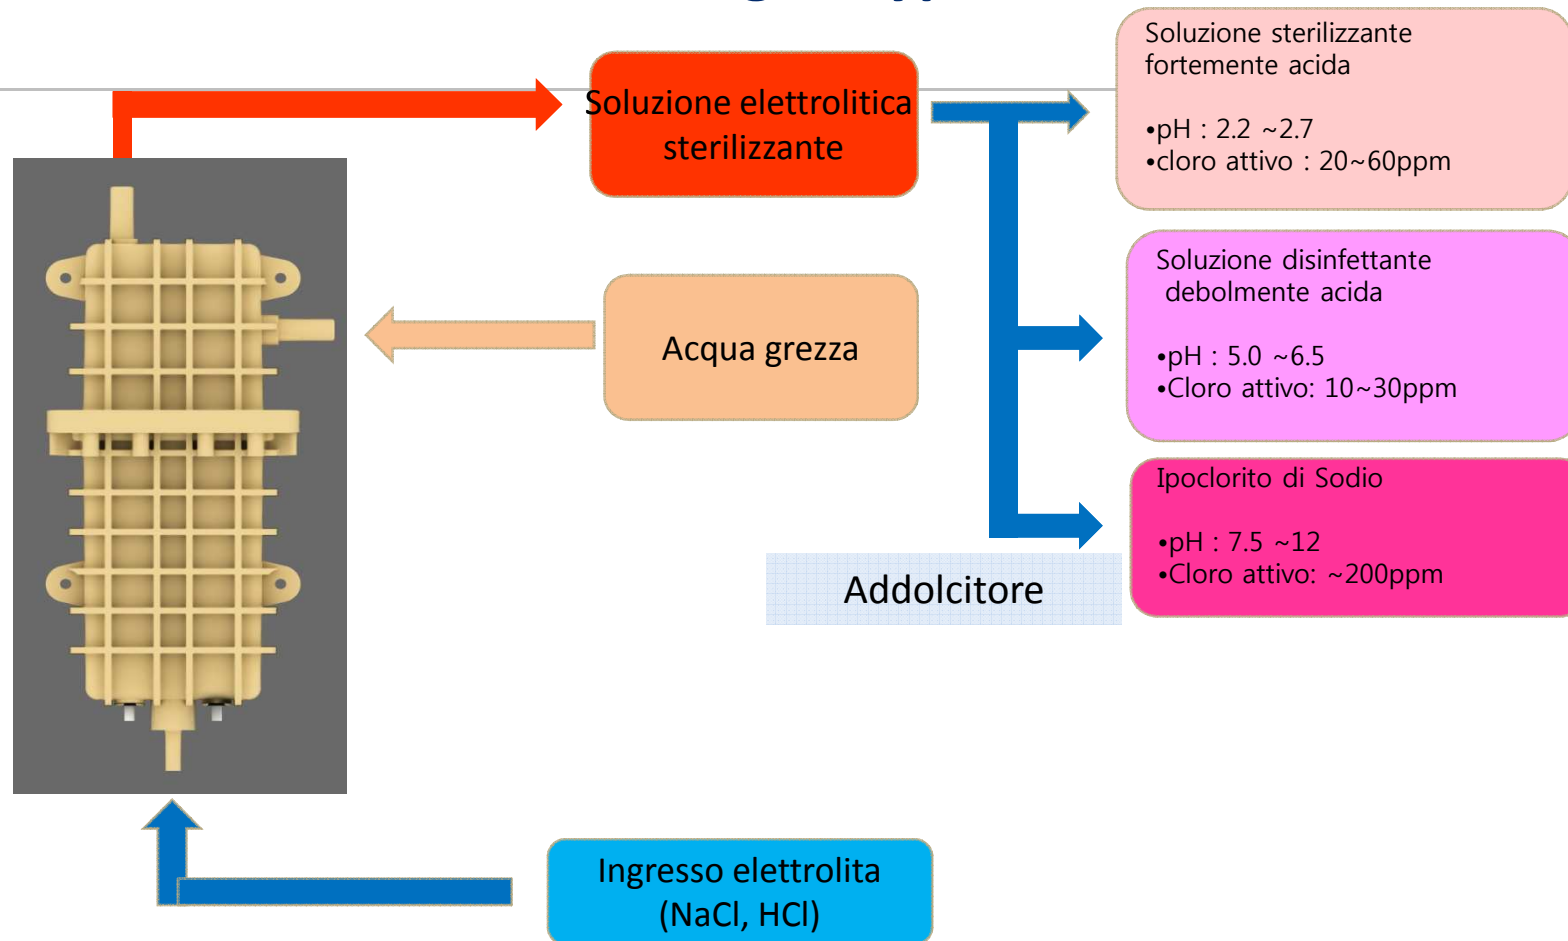 Soluzione elettrolitica
sterilizzante
Acqua grezza
Ingresso elettrolita
(NaCl, HCl)
Soluzione sterilizzante
fortemente acida
•pH : 2.2 ~2.7
•cloro attivo : 20~60ppm
Soluzione disinfettante
debolmente acida
•pH : 5.0 ~6.5
•Cloro attivo: 10~30ppm
Ipoclorito di Sodio
•pH : 7.5 ~12
•Cloro attivo: ~200ppm
Addolcitore